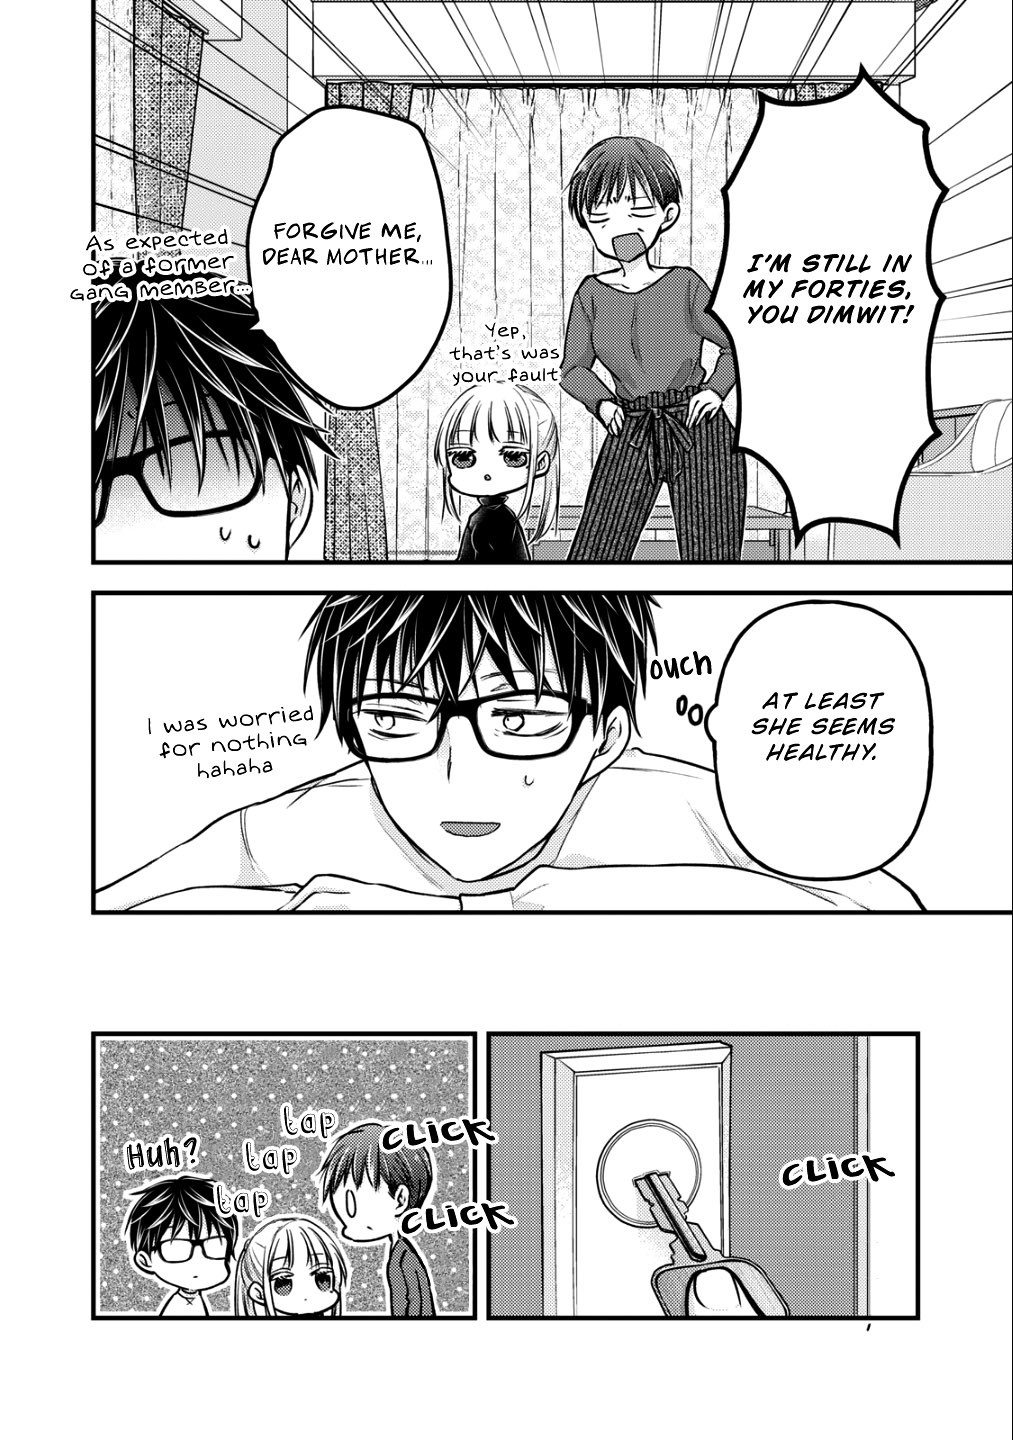 I'M STILL IN
MY FORTIES,
YOU DIMWIT!
FORGIVE ME,
DEAR MOTHER...
Yep,
that's was
your fault
As expected
of a former
gang member...
AT LEAST
SHE SEEMS
HEALTHY.
ouch
I was worried
for nothing
hahaha
CLICK
CLICK
CLICK
tap
tap
tap
Huh?